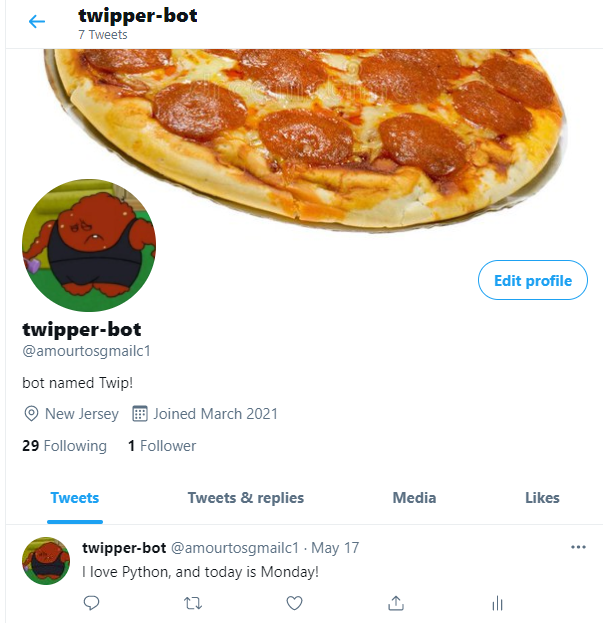 twipper-bot
7 Tweets
Edit profile
twipper-bot
@amourtosgmailc1
bot named Twip!
New Jersey Joined March 2021
29 Following 1 Follower
Tweets Tweets & replies Media Likes
twipper-bot @amourtosgmailc1 · May 17
I love Python, and today is Monday!